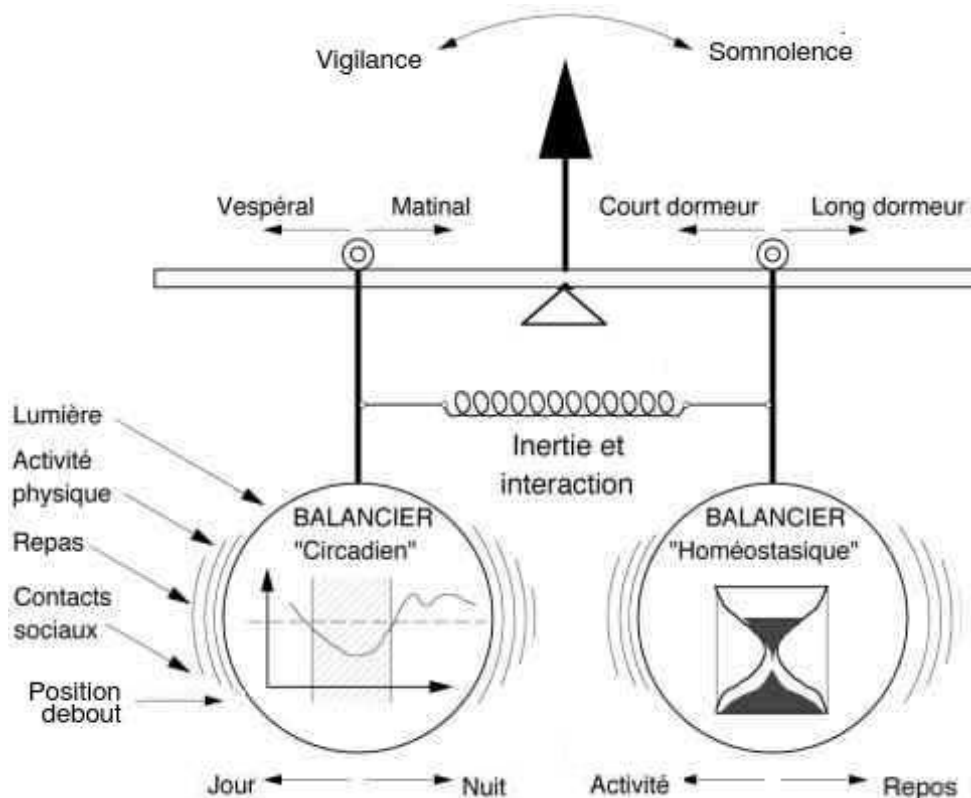 Vigilance
Somnolence
Vespéral
Matinal
Court dormeur
Long dormeur
Lumière
Activité
physique
Repas
Contacts
sociaux
Position
debout
Inertie et
interaction
BALANCIER
"Circadien"
BALANCIER
"Homéostasique"
Jour
Nuit
Activité
Repos